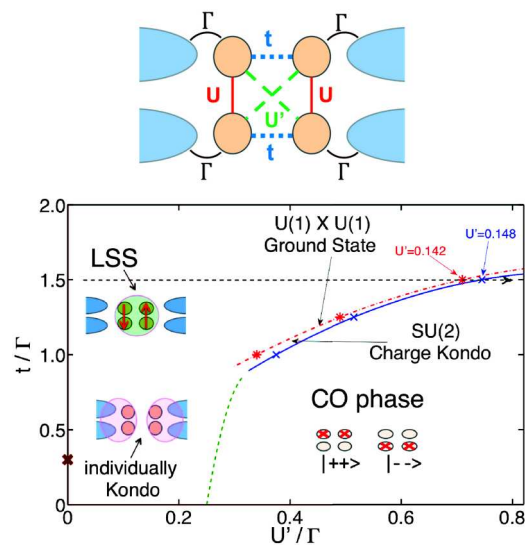 Γ Γ
t
U U
U'
t
Γ Γ
2.0
U(1) X U(1)
Ground State
U'=0.142
U'=0.148
LSS
1.5
SU(2)
Charge Kondo
t / Γ
1.0
CO phase
0.5
individually
Kondo
|++> |-->
0
0 0.2 0.4 0.6 0.8
U' / Γ